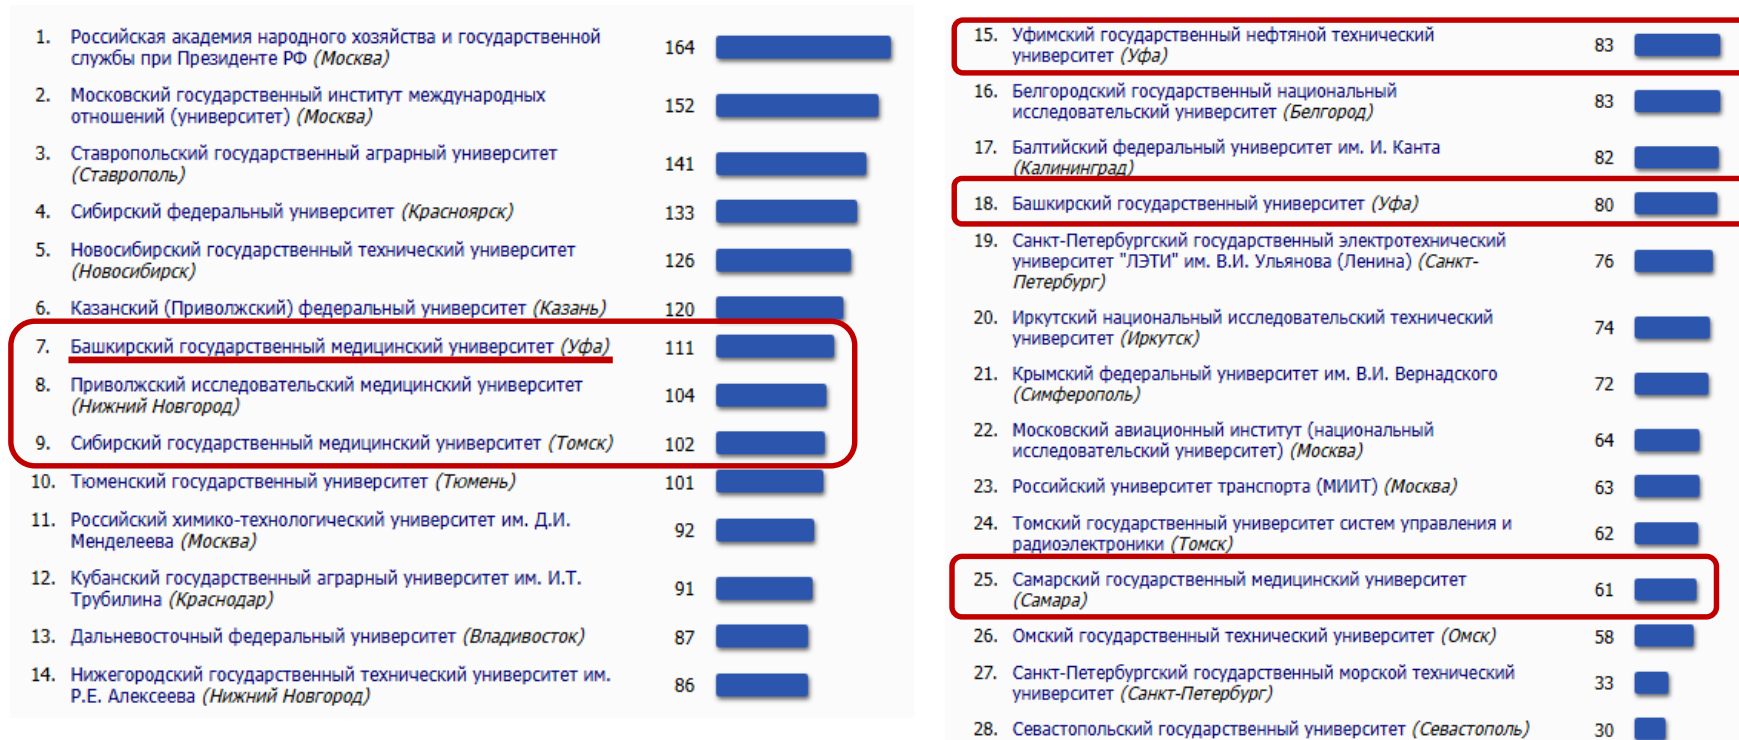 1. Российская академия народного хозяйства и государственной
службы при Президенте РФ (Москва) 164
2. Московский государственный институт международных
отношений (университет) (Москва) 152
3. Ставропольский государственный аграрный университет
(Ставрополь) 141
4. Сибирский федеральный университет (Красноярск) 133
5. Новосибирский государственный технический университет
(Новосибирск) 126
6. Казанский (Приволжский) федеральный университет (Казань) 120
7. Башкирский государственный медицинский университет (Уфа) 111
8. Приволжский исследовательский медицинский университет
(Нижний Новгород) 104
9. Сибирский государственный медицинский университет (Томск) 102
10. Тюменский государственный университет (Тюмень) 101
11. Российский химико-технологический университет им. Д.И.
Менделеева (Москва) 92
12. Кубанский государственный аграрный университет им. И.Т.
Трубилина (Краснодар) 91
13. Дальневосточный федеральный университет (Владивосток) 87
14. Нижегородский государственный технический университет им.
Р.Е. Алексеева (Нижний Новгород) 86
15. Уфимский государственный нефтяной технический
университет (Уфа) 83
16. Белгородский государственный национальный
исследовательский университет (Белгород) 83
17. Балтийский федеральный университет им. И. Канта
(Калининград) 82
18. Башкирский государственный университет (Уфа) 80
19. Санкт-Петербургский государственный электротехнический
университет "ЛЭТИ" им. В.И. Ульянова (Ленина) (Санкт-
Петербург) 76
20. Иркутский национальный исследовательский технический
университет (Иркутск) 74
21. Крымский федеральный университет им. В.И. Вернадского
(Симферополь) 72
22. Московский авиационный институт (национальный
исследовательский университет) (Москва) 64
23. Российский университет транспорта (МИИТ) (Москва) 63
24. Томский государственный университет систем управления и
радиоэлектроники (Томск) 62
25. Самарский государственный медицинский университет
(Самара) 61
26. Омский государственный технический университет (Омск) 58
27. Санкт-Петербургский государственный морской технический
университет (Санкт-Петербург) 33
28. Севастопольский государственный университет (Севастополь) 30